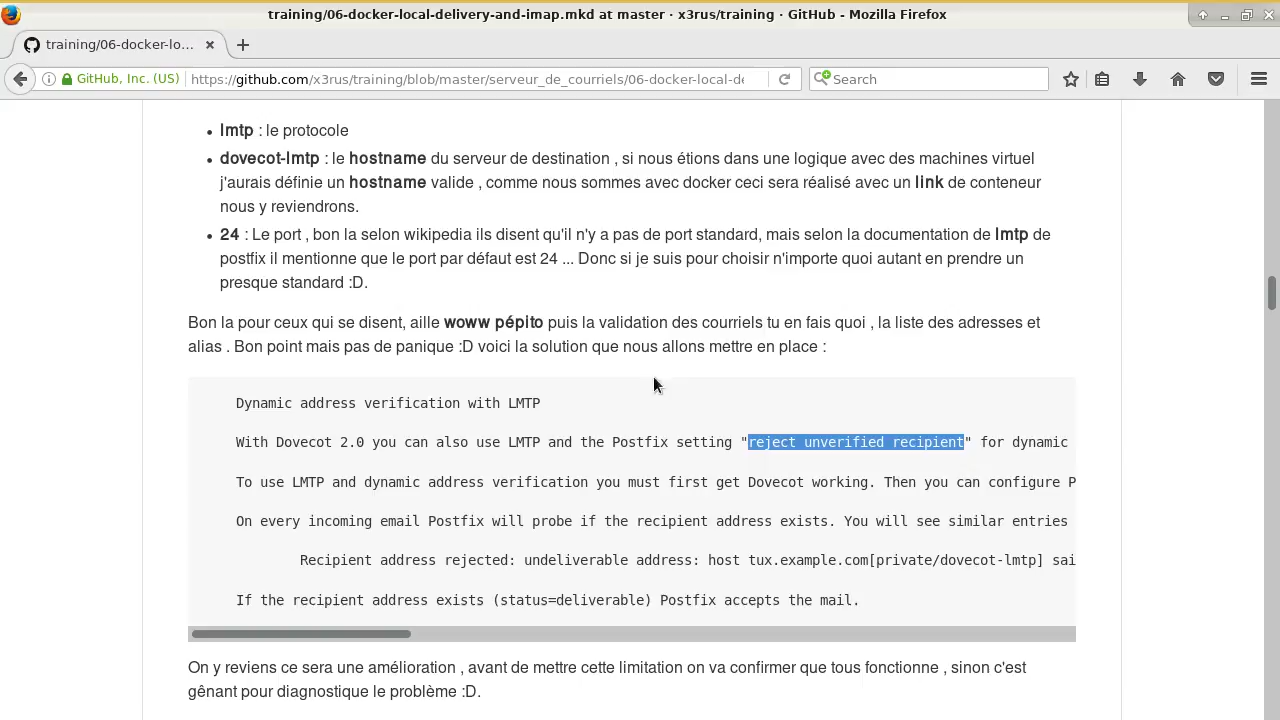 training/06-docker-local-delivery-and-imap.mkd at master · x3rus/training · GitHub - Mozilla Firefox
training/06-docker-lo...
GitHub, Inc. (US)
https://github.com/x3rus/training/blob/master/serveur_de_courriels/06-docker-local-de
Search
• lmtp : le protocole
• dovecot-lmtp : le hostname du serveur de destination , si nous étions dans une logique avec des machines virtuel
j'aurais définie un hostname valide , comme nous sommes avec docker ceci sera réalisé avec un link de conteneur
nous y reviendrons.
• 24 : Le port , bon la selon wikipedia ils disent qu'il n'y a pas de port standard, mais selon la documentation de lmtp de
postfix il mentionne que le port par défaut est 24 ... Donc si je suis pour choisir n'importe quoi autant en prendre un
presque standard :D.
Bon la pour ceux qui se disent, aille woww pépito puis la validation des courriels tu en fais quoi , la liste des adresses et
alias . Bon point mais pas de panique :D voici la solution que nous allons mettre en place :
Dynamic address verification with LMTP
With Dovecot 2.0 you can also use LMTP and the Postfix setting "reject unverified recipient" for dynamic
To use LMTP and dynamic address verification you must first get Dovecot working. Then you can configure P
On every incoming email Postfix will probe if the recipient address exists. You will see similar entries
Recipient address rejected: undeliverable address: host tux.example.com[private/dovecot-lmtp] sai
If the recipient address exists (status=deliverable) Postfix accepts the mail.
On y reviens ce sera une amélioration , avant de mettre cette limitation on va confirmer que tous fonctionne , sinon c'est
gênant pour diagnostique le problème :D.